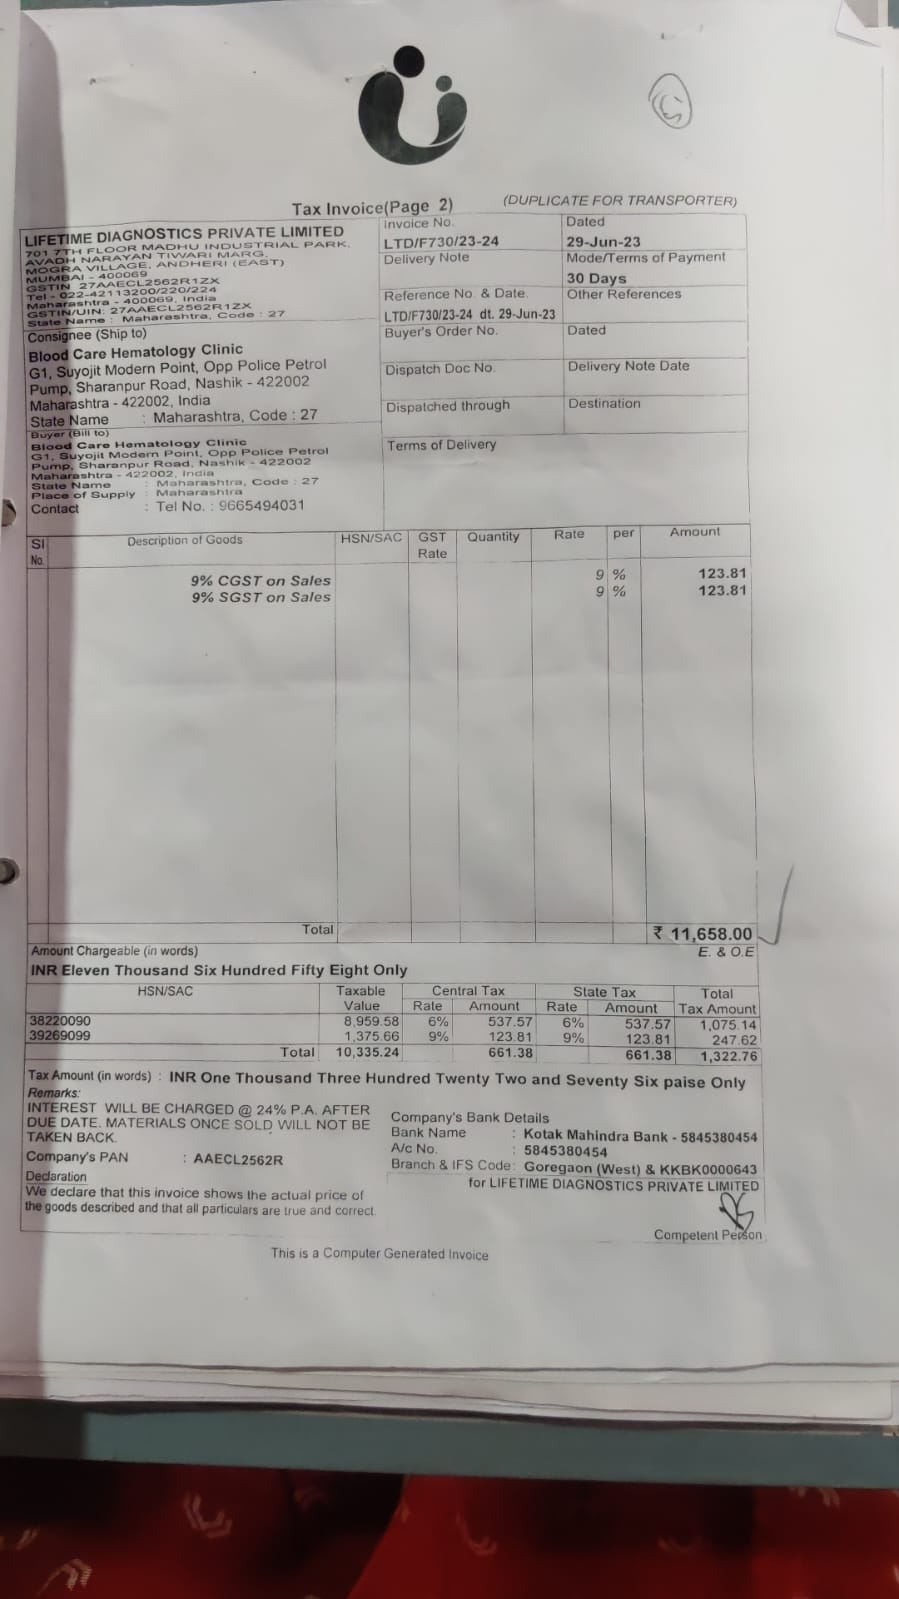 Tax Invoice(Page 2)
(DUPLICATE FOR TRANSPORTER)
LIFETIME DIAGNOSTICS PRIVATE LIMITED
701 7TH FLOOR MADHU INDUSTRIAL PARK,
AVADH NARAYAN TIWARI MARG,
MOGRA VILLAGE, ANDHERI (EAST)
MUMBAI - 400069
GSTIN 27AAECL2562R1ZX
Tel - 022-42113200/220/224
Maharashtra - 400069, India
GSTIN/UIN: 27AAECL2562R1ZX
State Name : Maharashtra, Code : 27
Invoice No.
LTD/F730/23-24
Dated
29-Jun-23
Delivery Note
Mode/Terms of Payment
30 Days
Reference No. & Date.
LTD/F730/23-24 dt. 29-Jun-23
Other References
Buyer's Order No.
Dated
Dispatch Doc No.
Delivery Note Date
Dispatched through
Destination
Terms of Delivery
Consignee (Ship to)
Blood Care Hematology Clinic
G1, Suyojit Modern Point, Opp Police Petrol
Pump, Sharanpur Road, Nashik - 422002
Maharashtra - 422002, India
State Name : Maharashtra, Code : 27
Buyer (Bill to)
Blood Care Hematology Clinic
G1, Suyojit Modern Point, Opp Police Petrol
Pump, Sharanpur Road, Nashik - 422002
Maharashtra - 422002, India
State Name : Maharashtra, Code : 27
Place of Supply : Maharashtra
Contact : Tel No. : 9665494031
Sl No. Description of Goods HSN/SAC GST Rate Quantity Rate per Amount
9% CGST on Sales 9 % 123.81
9% SGST on Sales 9 % 123.81
Total ₹ 11,658.00
Amount Chargeable (in words) E. & O.E
INR Eleven Thousand Six Hundred Fifty Eight Only
HSN/SAC Taxable Value Central Tax State Tax Total Tax Amount
Rate Amount Rate Amount
38220090 8,959.58 6% 537.57 6% 537.57 1,075.14
39269099 1,375.66 9% 123.81 9% 123.81 247.62
Total 10,335.24 661.38 661.38 1,322.76
Tax Amount (in words) : INR One Thousand Three Hundred Twenty Two and Seventy Six paise Only
Remarks:
INTEREST WILL BE CHARGED @ 24% P.A. AFTER
DUE DATE. MATERIALS ONCE SOLD WILL NOT BE
TAKEN BACK.
Company's PAN : AAECL2562R
Declaration
We declare that this invoice shows the actual price of
the goods described and that all particulars are true and correct.
Company's Bank Details
Bank Name : Kotak Mahindra Bank - 5845380454
A/c No. : 5845380454
Branch & IFS Code : Goregaon (West) & KKBK0000643
for LIFETIME DIAGNOSTICS PRIVATE LIMITED
Competent Person
This is a Computer Generated Invoice